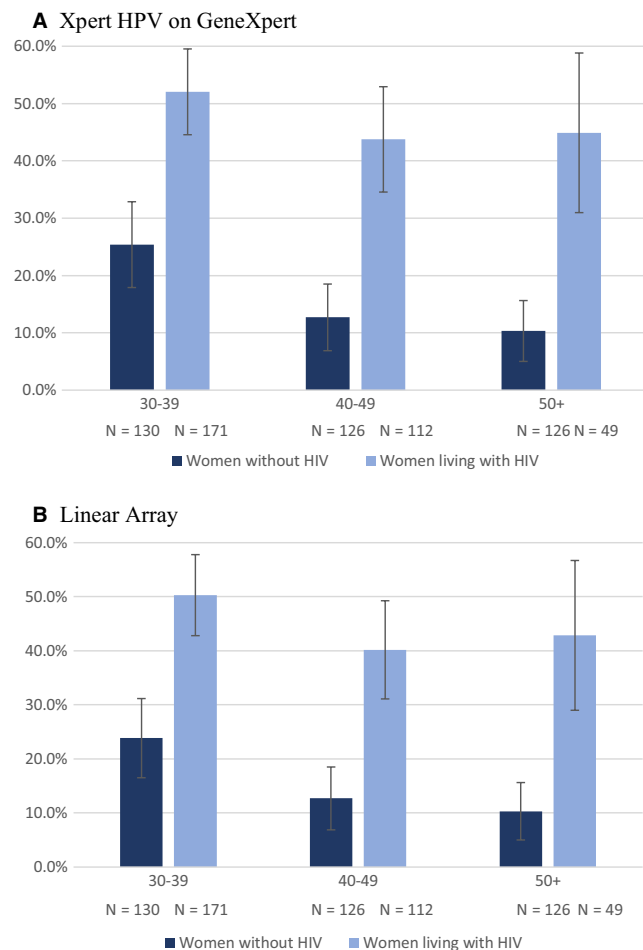 A Xpert HPV on GeneXpert
60.0%
50.0%
40.0%
30.0%
20.0%
10.0%
0.0%
30-39 40-49 50+
N = 130 N = 171 N = 126 N = 112 N = 126 N = 49
Women without HIV Women living with HIV
B Linear Array
60.0%
50.0%
40.0%
30.0%
20.0%
10.0%
0.0%
30-39 40-49 50+
N = 130 N = 171 N = 126 N = 112 N = 126 N = 49
Women without HIV Women living with HIV